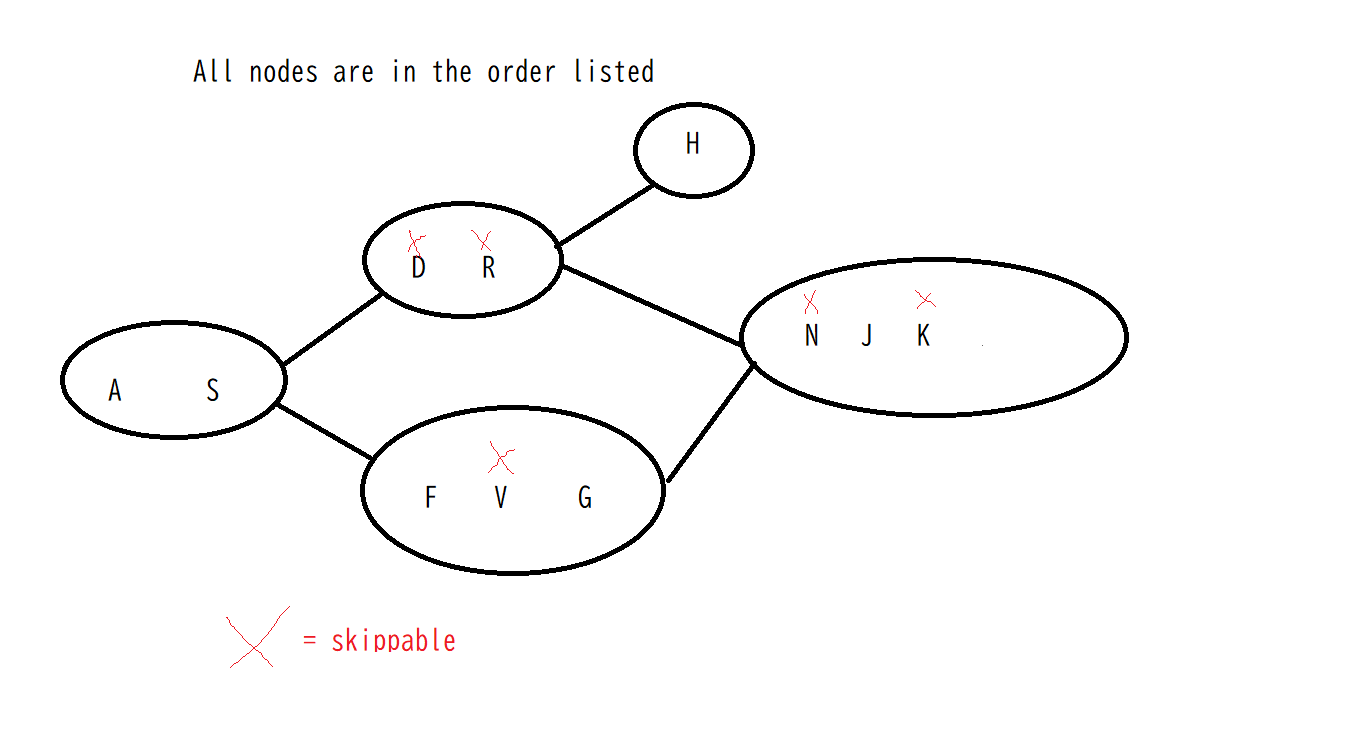 All nodes are in the order listed
H
D R
N J K
A S
F V G
= skippable